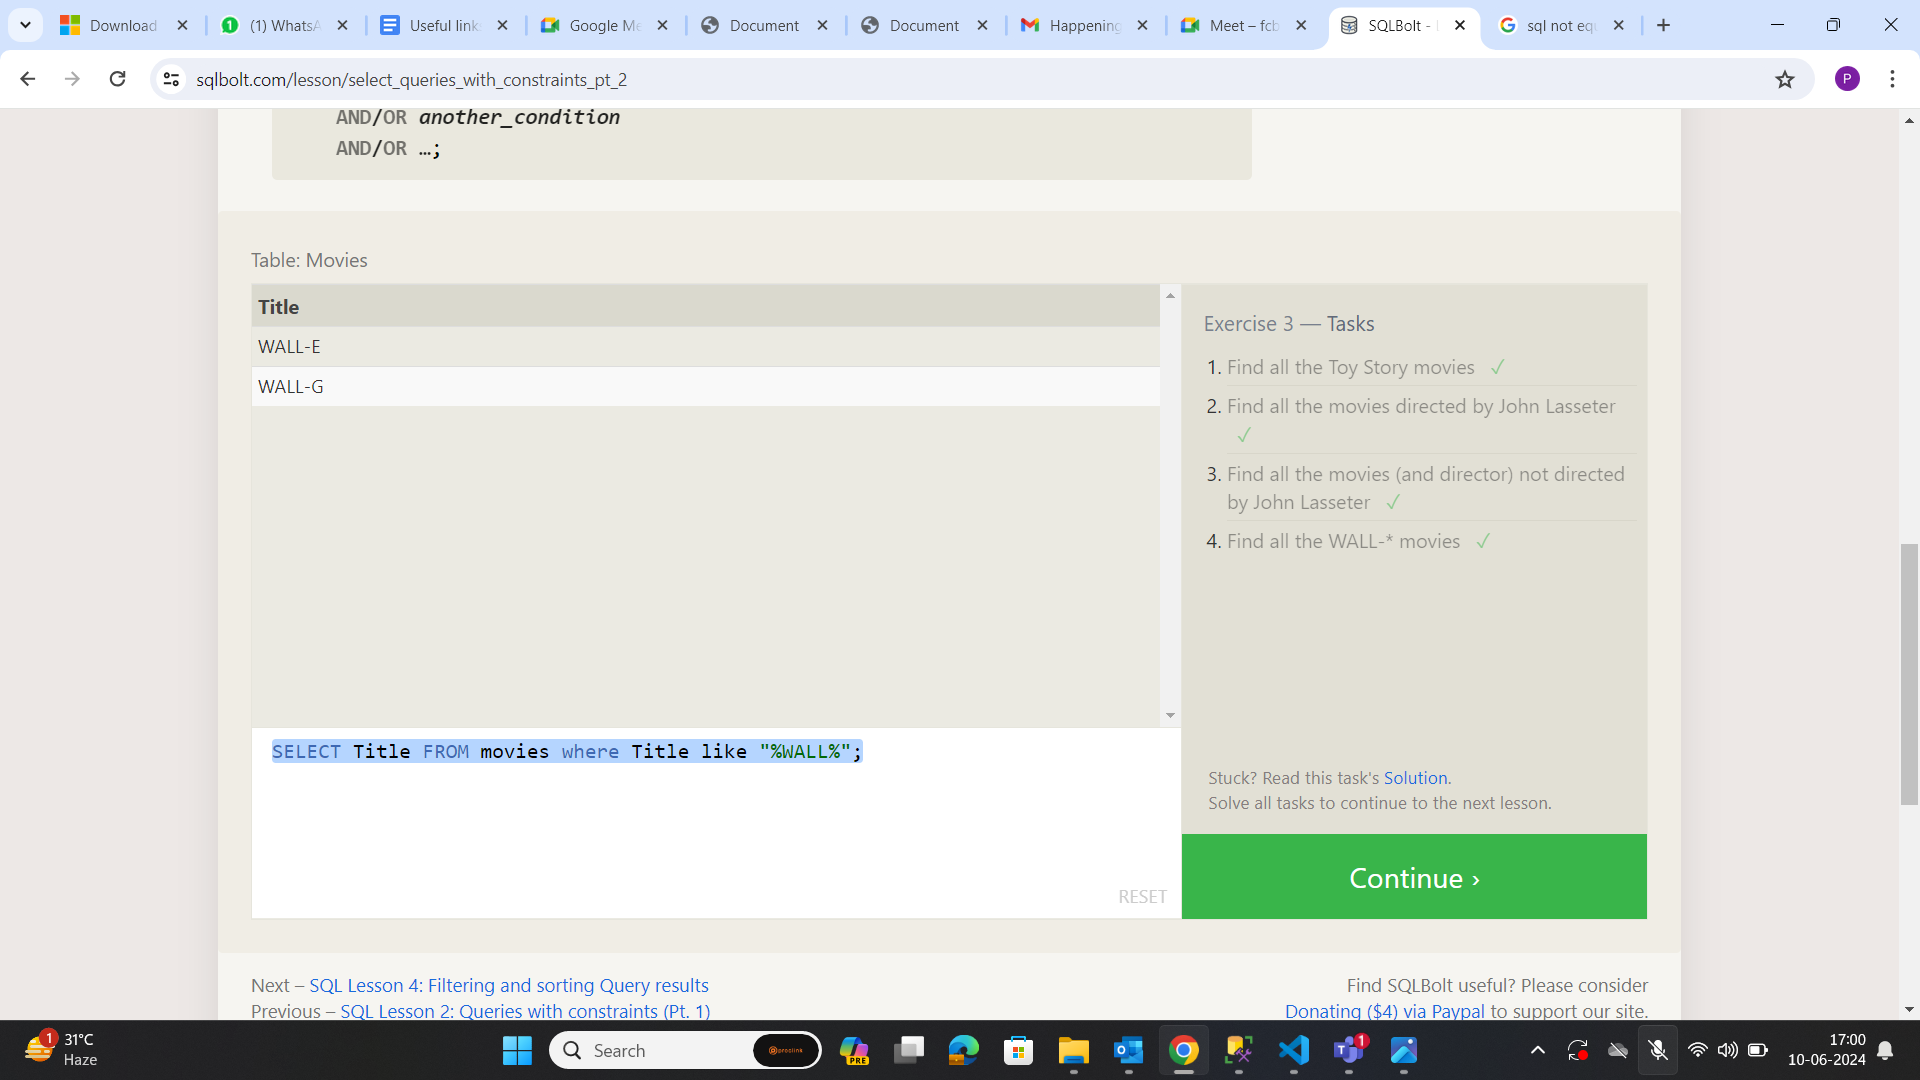 Download
(1) WhatsA
Useful link
Google Me
Document
Document
Happening
Meet – fcb
SQLBolt -
sql not equ
sqlbolt.com/lesson/select_queries_with_constraints_pt_2
P
AND/OR another_condition
AND/OR …;
Table: Movies
Title
WALL-E
WALL-G
SELECT Title FROM movies where Title like "%WALL%";
RESET
Exercise 3 — Tasks
1. Find all the Toy Story movies ✓
2. Find all the movies directed by John Lasseter
✓
3. Find all the movies (and director) not directed
by John Lasseter ✓
4. Find all the WALL-* movies ✓
Stuck? Read this task's Solution.
Solve all tasks to continue to the next lesson.
Continue ›
Next – SQL Lesson 4: Filtering and sorting Query results
Previous – SQL Lesson 2: Queries with constraints (Pt. 1)
Find SQLBolt useful? Please consider
Donating ($4) via Paypal to support our site.
1
31°C
Haze
Search
prolink
PRE
1
17:00
10-06-2024